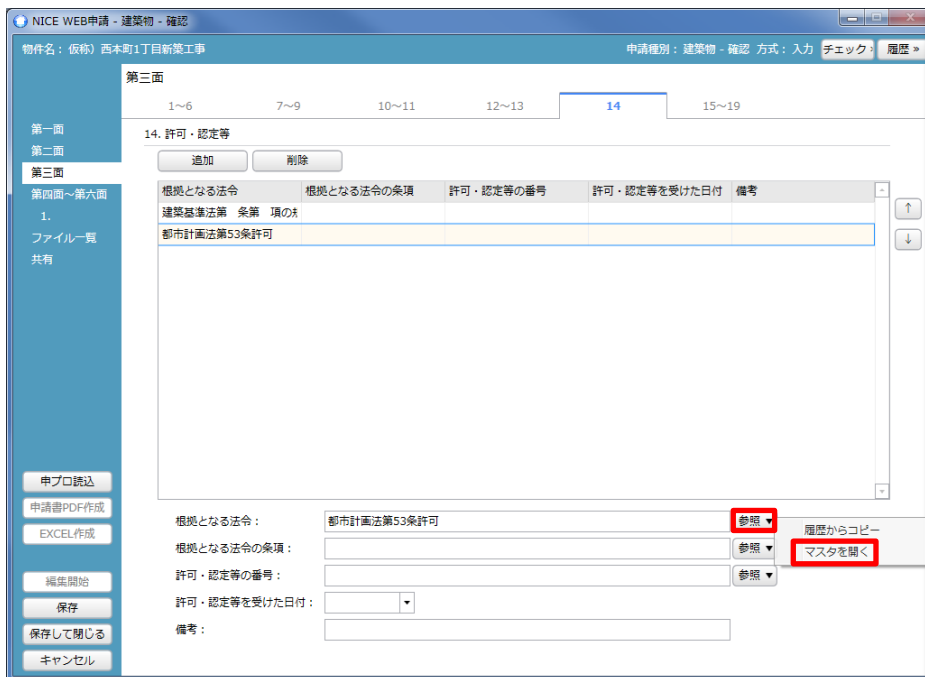 NICE WEB申請 - 建築物 - 確認
物件名： 仮称）西本町1丁目新築工事 申請種別： 建築物 - 確認 方式： 入力 チェック» 履歴 »
第三面
1～6 7～9 10～11 12～13 14 15～19
第一面
第二面
第三面
第四面～第六面
1.
ファイル一覧
共有
14. 許可・認定等
追加 削除
根拠となる法令 根拠となる法令の条項 許可・認定等の番号 許可・認定等を受けた日付 備考
建築基準法第 条第 項の
都市計画法第53条許可
↑
↓
申プロ読込
申請書PDF作成
EXCEL作成
編集開始
保存
保存して閉じる
キャンセル
根拠となる法令： 都市計画法第53条許可 参照 ▼
根拠となる法令の条項： 参照 ▼
許可・認定等の番号： 参照 ▼
許可・認定等を受けた日付：
備考：
履歴からコピー
マスタを開く